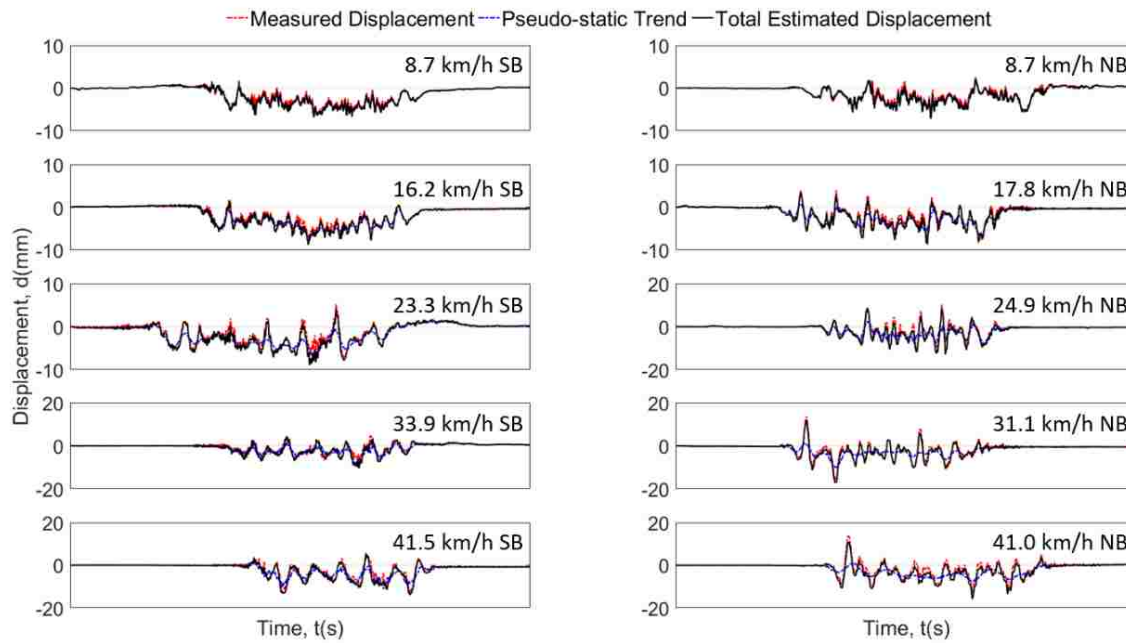 Measured Displacement Pseudo-static Trend Total Estimated Displacement
Displacement, d(mm)
10
0
-10
8.7 km/h SB
10
0
-10
8.7 km/h NB
10
0
-10
16.2 km/h SB
10
0
-10
17.8 km/h NB
10
0
-10
23.3 km/h SB
20
0
-20
24.9 km/h NB
20
0
-20
33.9 km/h SB
20
0
-20
31.1 km/h NB
20
0
-20
41.5 km/h SB
20
0
-20
41.0 km/h NB
Time, t(s)
Time, t(s)